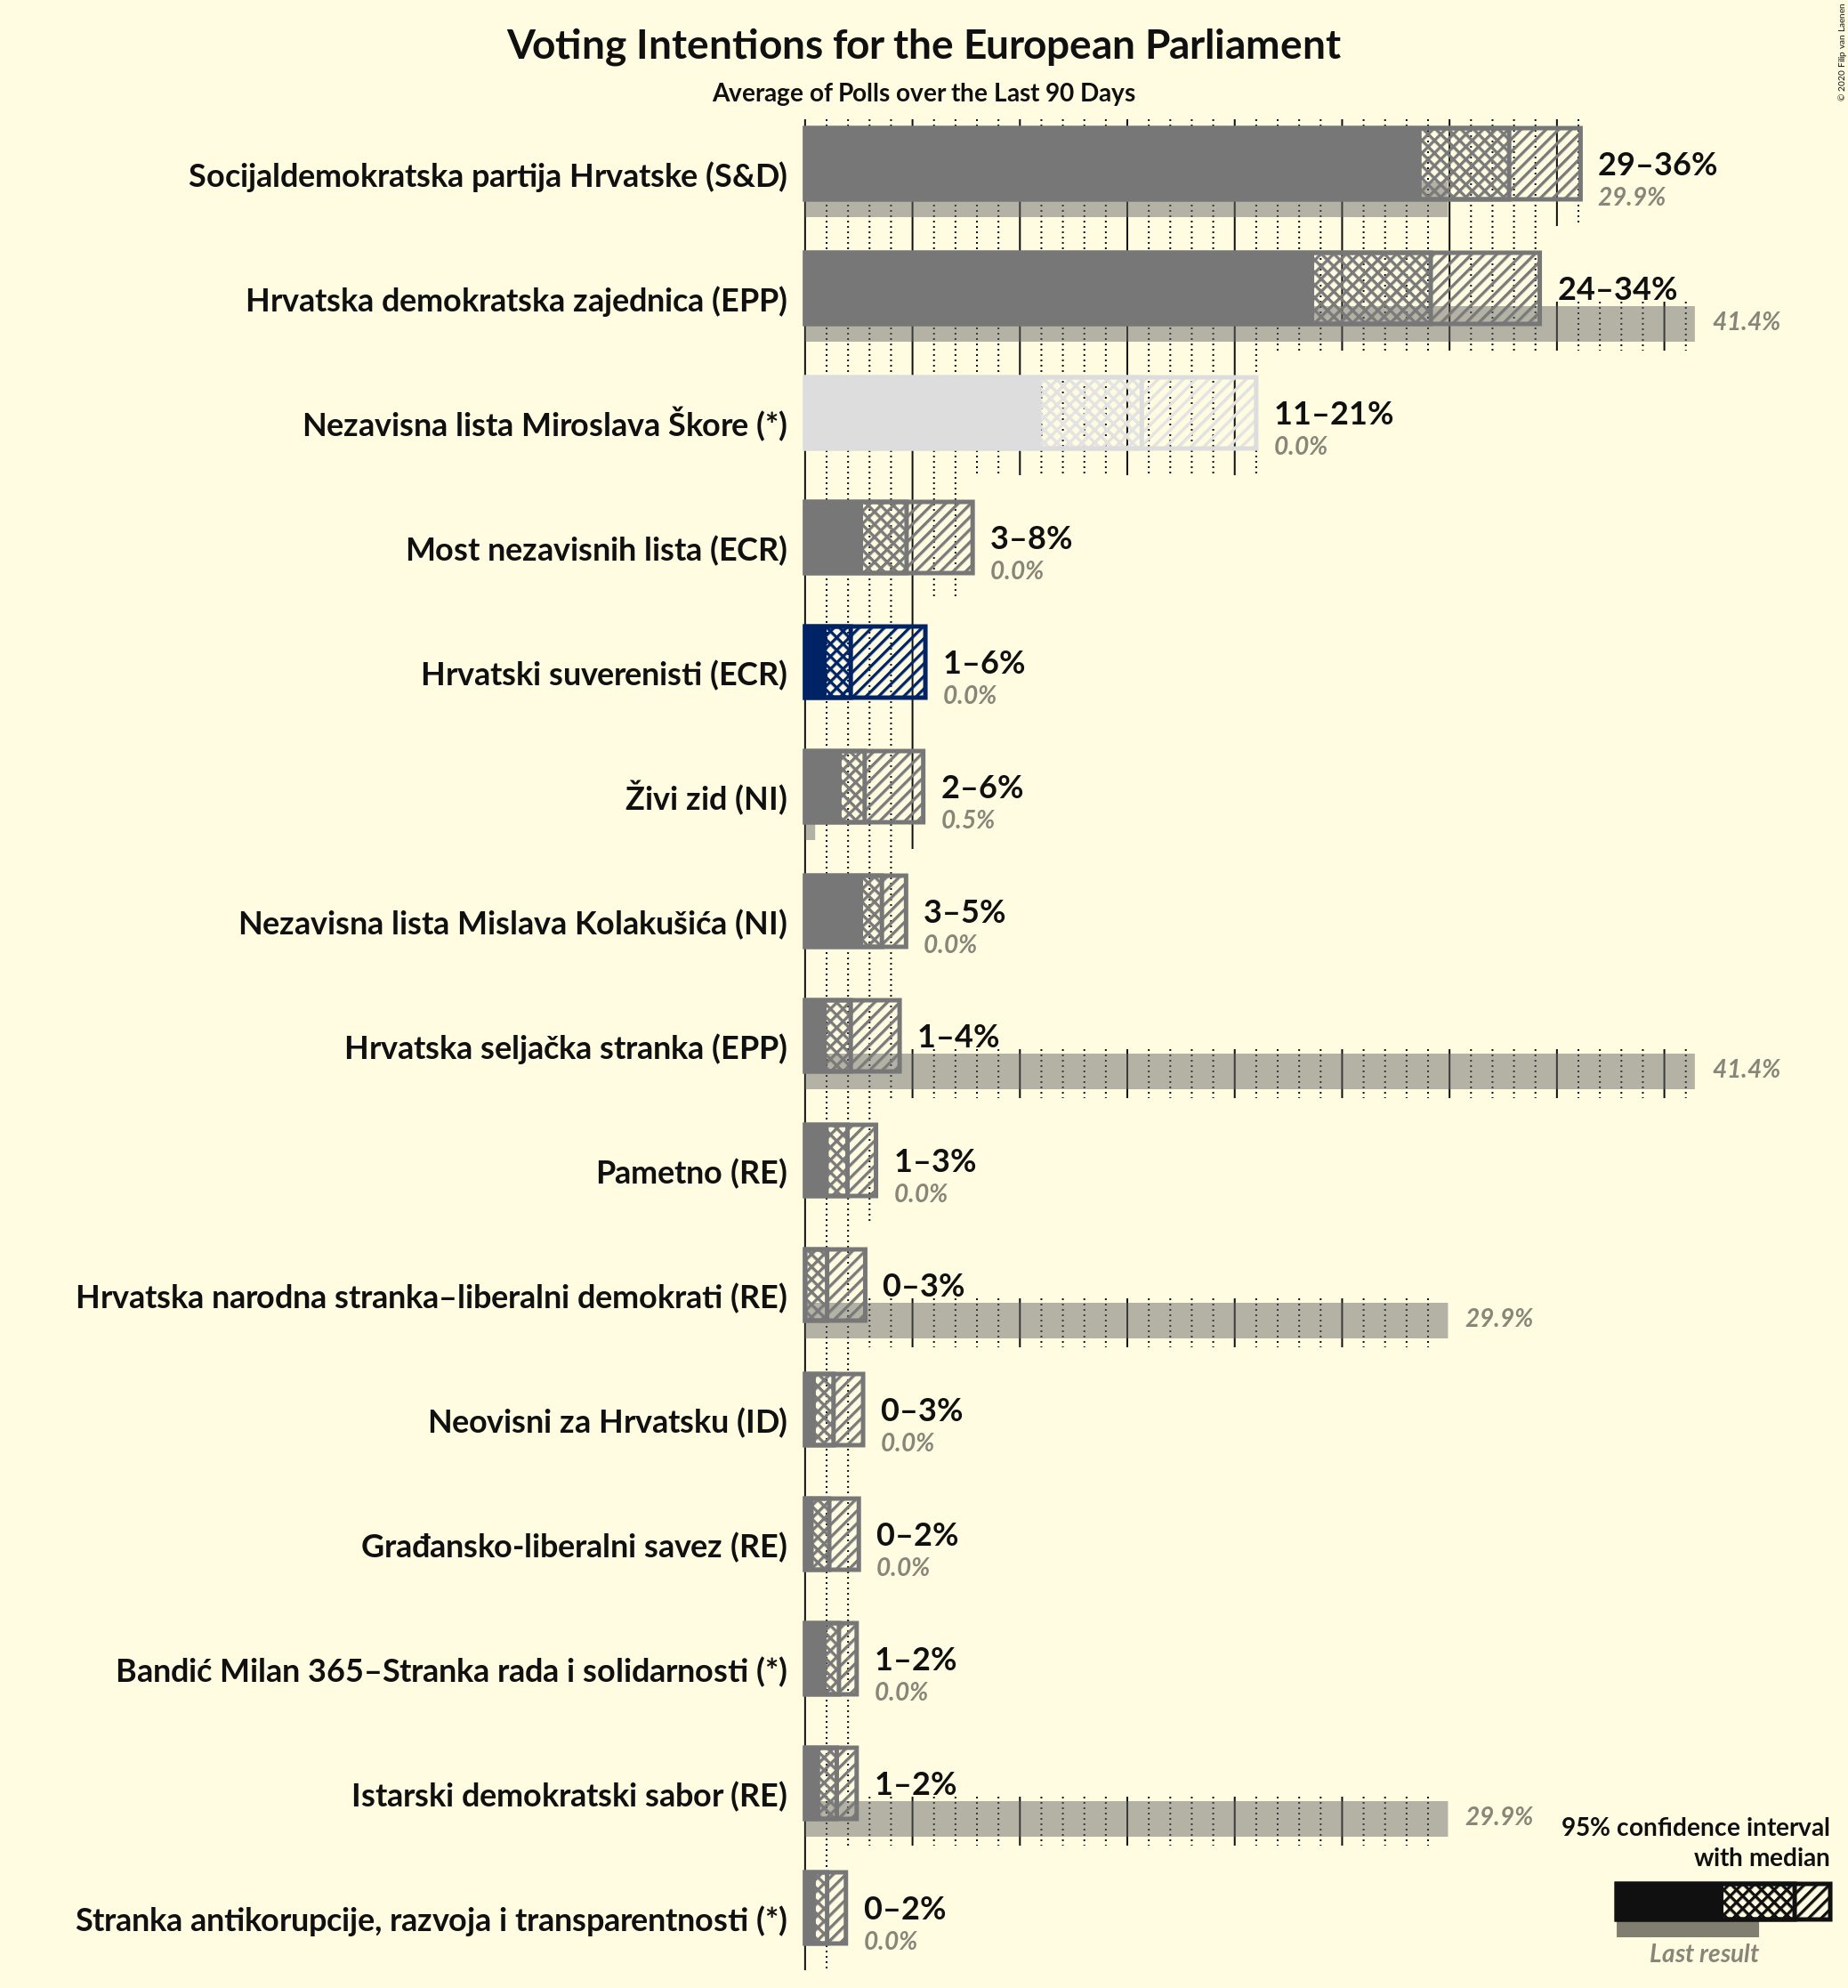 Voting Intentions for the European Parliament
Average of Polls over the Last 90 Days
© 2020 Filip van Laenen
Socijaldemokratska partija Hrvatske (S&D)
29–36%
29.9%
Hrvatska demokratska zajednica (EPP)
24–34%
41.4%
Nezavisna lista Miroslava Škore (*)
11–21%
0.0%
Most nezavisnih lista (ECR)
3–8%
0.0%
Hrvatski suverenisti (ECR)
1–6%
0.0%
Živi zid (NI)
2–6%
0.5%
Nezavisna lista Mislava Kolakušića (NI)
3–5%
0.0%
Hrvatska seljačka stranka (EPP)
1–4%
41.4%
Pametno (RE)
1–3%
0.0%
Hrvatska narodna stranka–liberalni demokrati (RE)
0–3%
29.9%
Neovisni za Hrvatsku (ID)
0–3%
0.0%
Građansko-liberalni savez (RE)
0–2%
0.0%
Bandić Milan 365–Stranka rada i solidarnosti (*)
1–2%
0.0%
Istarski demokratski sabor (RE)
1–2%
29.9%
Stranka antikorupcije, razvoja i transparentnosti (*)
0–2%
0.0%
95% confidence interval
with median
Last result